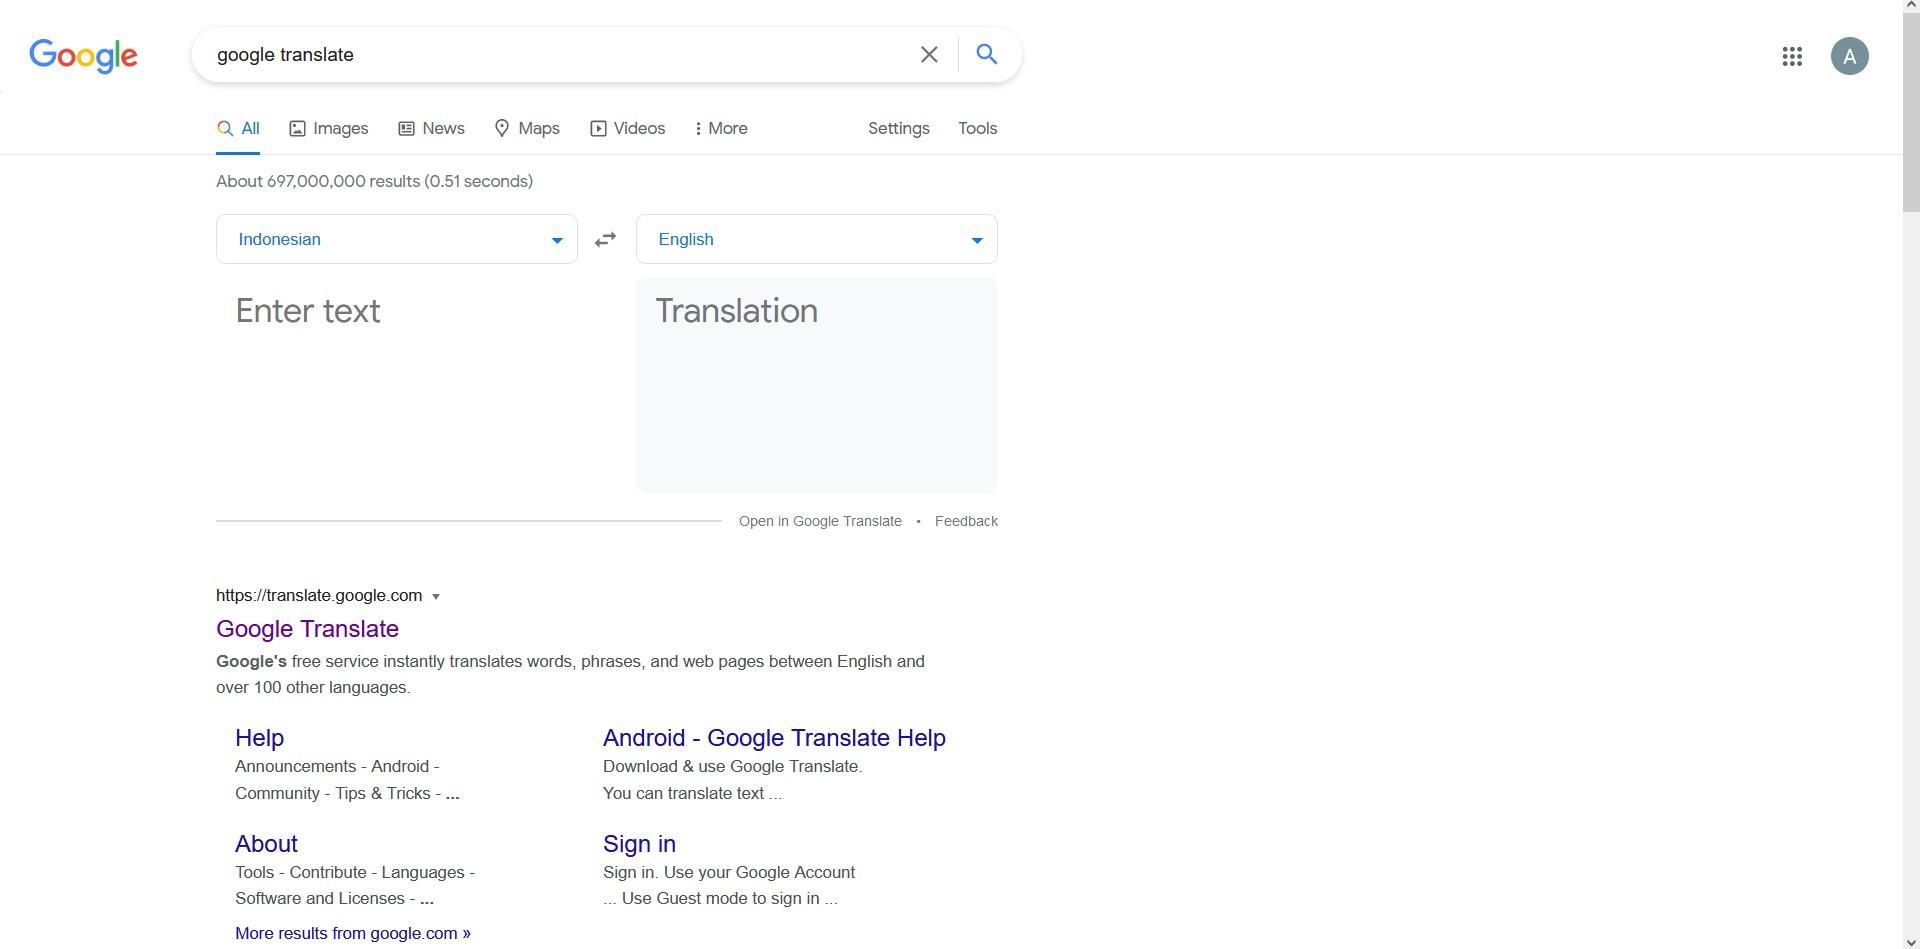 Google
google translate
A
All Images News Maps Videos More Settings Tools
About 697,000,000 results (0.51 seconds)
Indonesian English
Enter text Translation
Open in Google Translate • Feedback
https://translate.google.com
Google Translate
Google's free service instantly translates words, phrases, and web pages between English and
over 100 other languages.
Help
Announcements - Android -
Community - Tips & Tricks - ...
Android - Google Translate Help
Download & use Google Translate.
You can translate text ...
About
Tools - Contribute - Languages -
Software and Licenses - ...
Sign in
Sign in. Use your Google Account
... Use Guest mode to sign in ...
More results from google.com »